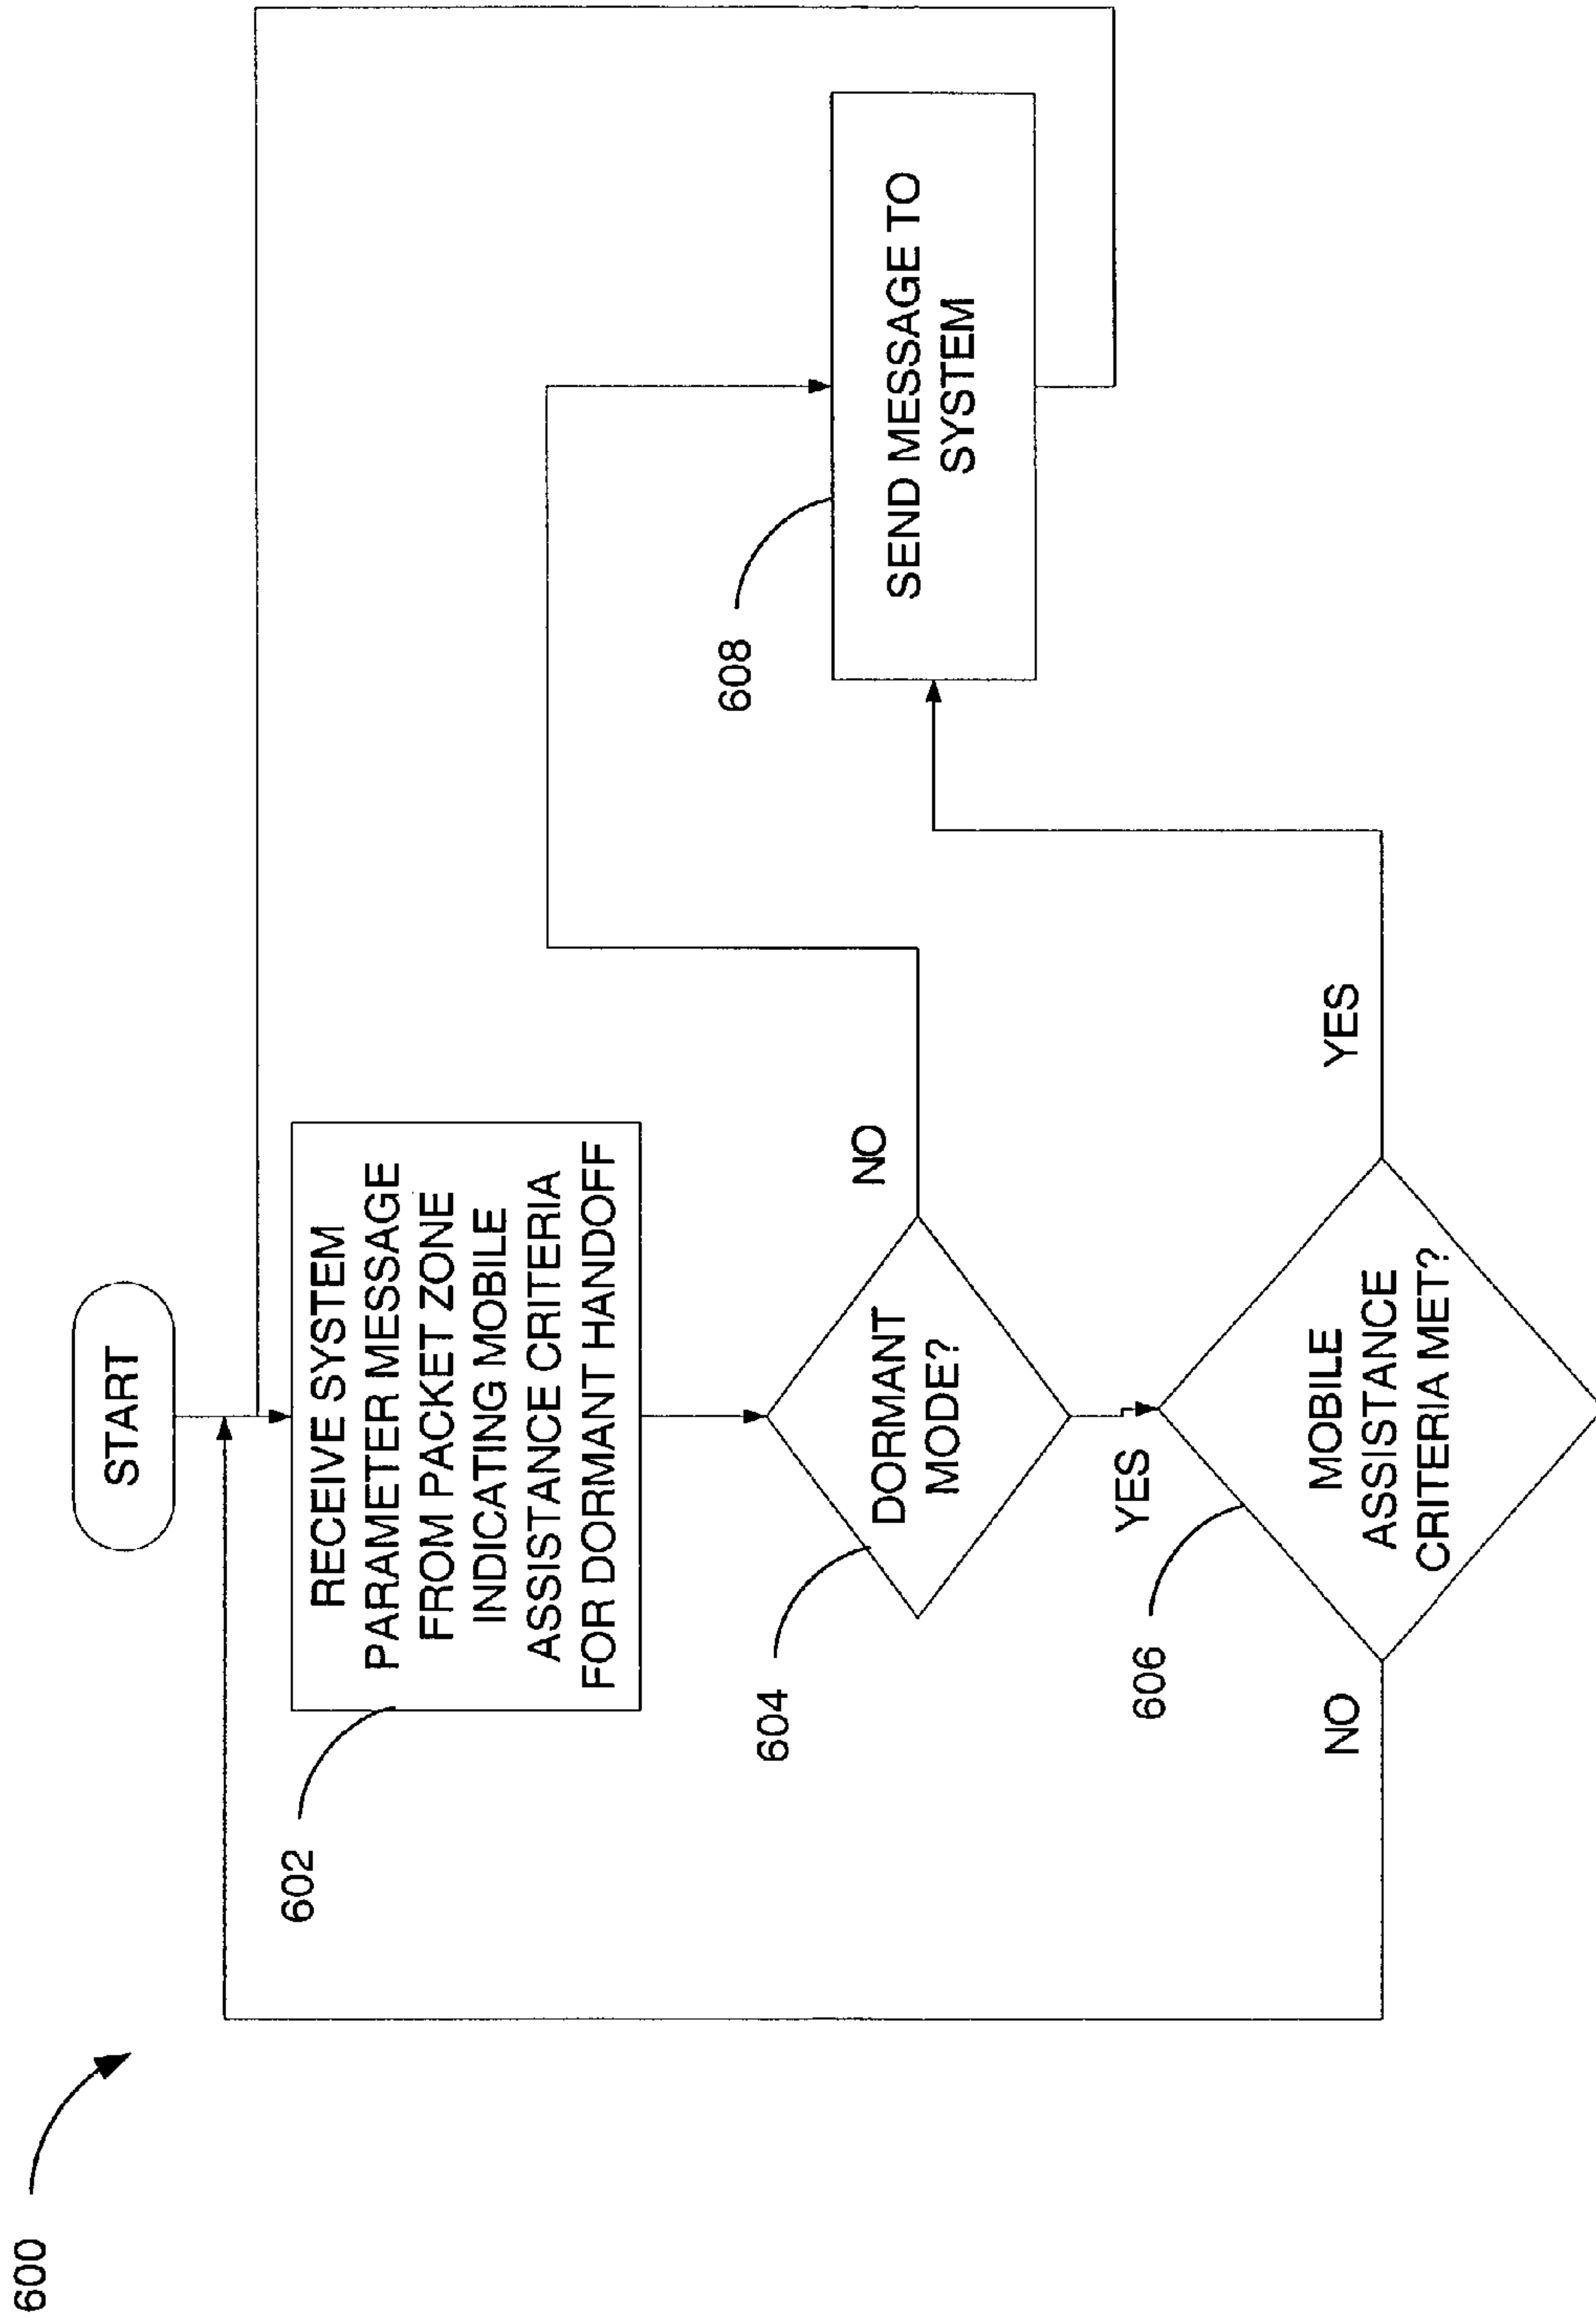 600
START
602
RECEIVE SYSTEM
PARAMETER MESSAGE
FROM PACKET ZONE
INDICATING MOBILE
ASSISTANCE CRITERIA
FOR DORMANT HANDOFF
604
DORMANT
MODE?
NO
YES
606
MOBILE
ASSISTANCE
CRITERIA MET?
NO
YES
608
SEND MESSAGE TO
SYSTEM